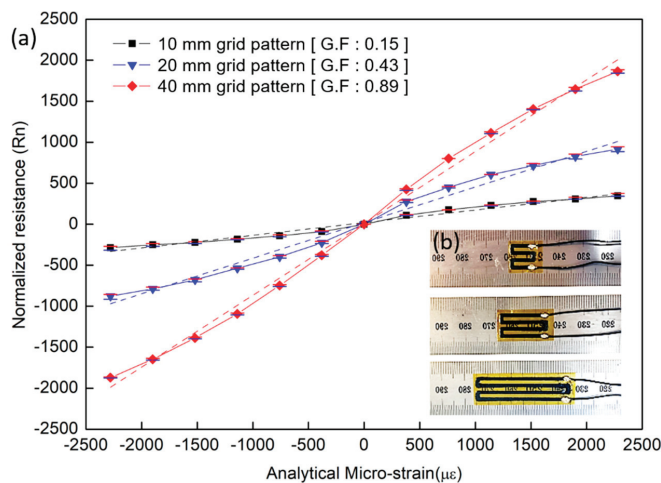 (a)
10 mm grid pattern [ G.F : 0.15]
20 mm grid pattern [ G.F : 0.43]
40 mm grid pattern [ G.F : 0.89]
2500
2000
1500
1000
500
0
-500
-1000
-1500
-2000
-2500
Normalized resistance (Rn)
(b)
-2500 -2000 -1500 -1000 -500 0 500 1000 1500 2000 2500
Analytical Micro-strain(με)